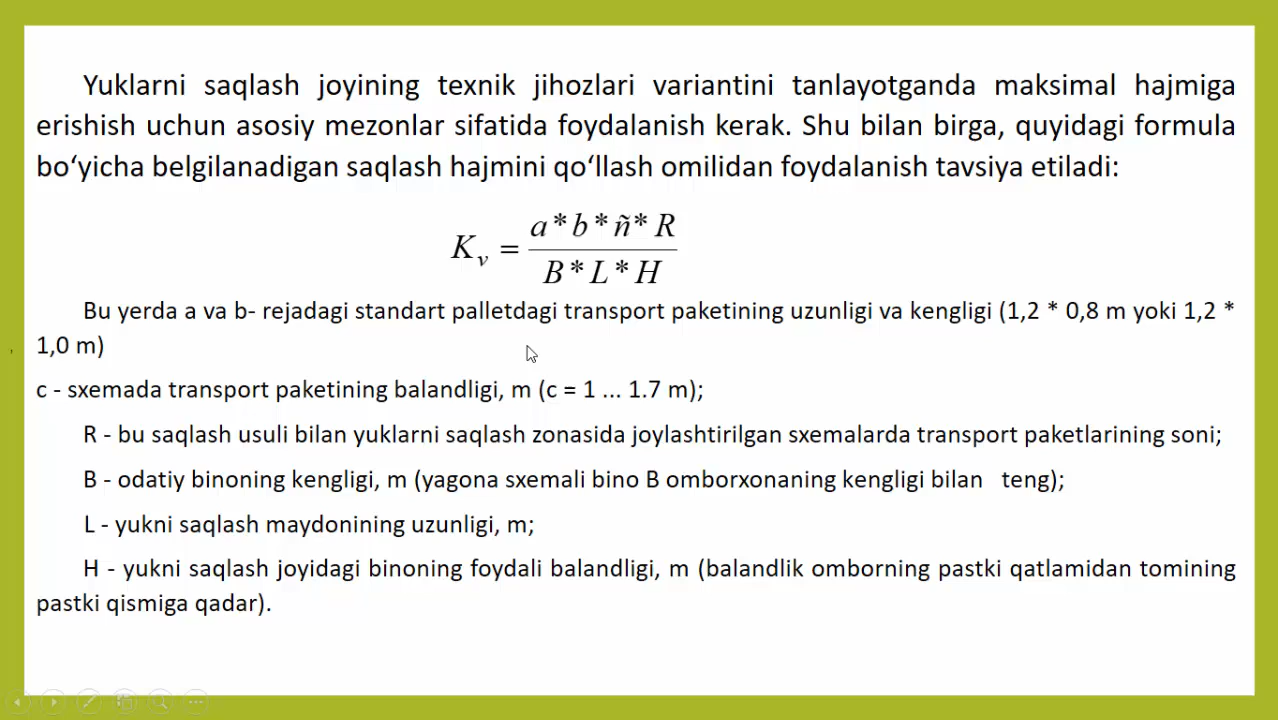 Yuklarni saqlash joyining texnik jihozlari variantini tanlayotganda maksimal hajmiga
erishish uchun asosiy mezonlar sifatida foydalanish kerak. Shu bilan birga, quyidagi formula
bo‘yicha belgilanadigan saqlash hajmini qo‘llash omilidan foydalanish tavsiya etiladi:
K_v = (a * b * ñ * R) / (B * L * H)
Bu yerda a va b- rejadagi standart palletdagi transport paketining uzunligi va kengligi (1,2 * 0,8 m yoki 1,2 *
1,0 m)
c - sxemada transport paketining balandligi, m (c = 1 ... 1.7 m);
R - bu saqlash usuli bilan yuklarni saqlash zonasida joylashtirilgan sxemalarda transport paketlarining soni;
B - odatiy binoning kengligi, m (yagona sxemali bino B omborxonaning kengligi bilan teng);
L - yukni saqlash maydonining uzunligi, m;
H - yukni saqlash joyidagi binoning foydali balandligi, m (balandlik omborning pastki qatlamidan tomining
pastki qismiga qadar).